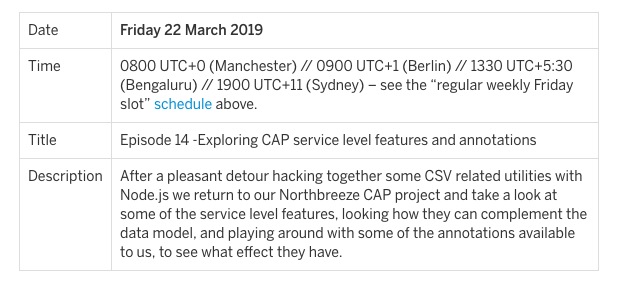 Date Friday 22 March 2019
Time 0800 UTC+0 (Manchester) // 0900 UTC+1 (Berlin) // 1330 UTC+5:30
(Bengaluru) // 1900 UTC+11 (Sydney) – see the “regular weekly Friday
slot” schedule above.
Title Episode 14 -Exploring CAP service level features and annotations
Description After a pleasant detour hacking together some CSV related utilities with
Node.js we return to our Northbreeze CAP project and take a look at
some of the service level features, looking how they can complement the
data model, and playing around with some of the annotations available
to us, to see what effect they have.